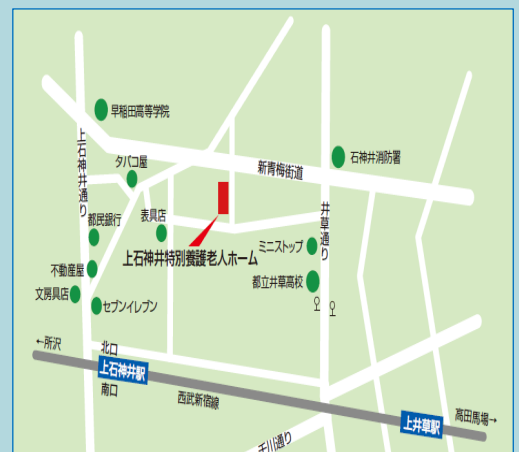 早稲田高等学院
上石神井通り
タバコ屋
新青梅街道
石神井消防署
都民銀行
表具店
井草通り
ミニストップ
上石神井特別養護老人ホーム
不動産屋
都立井草高校
文房具店
セブンイレブン
←所沢
北口
上石神井駅
南口
西武新宿線
上井草駅
高田馬場→
千川通り